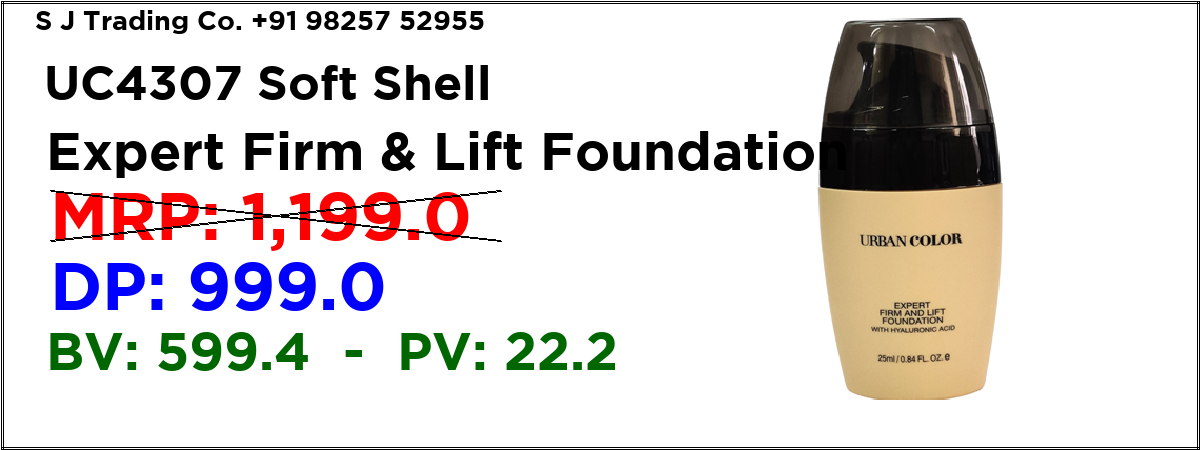 S J Trading Co. +91 98257 52955
UC4307 Soft Shell
Expert Firm & Lift Foundation
MRP: 1,199.0
DP: 999.0
BV: 599.4 - PV: 22.2
URBAN COLOR
EXPERT
FIRM AND LIFT
FOUNDATION
WITH HYALURONIC ACID
25ml / 0.84 FL. OZ. e